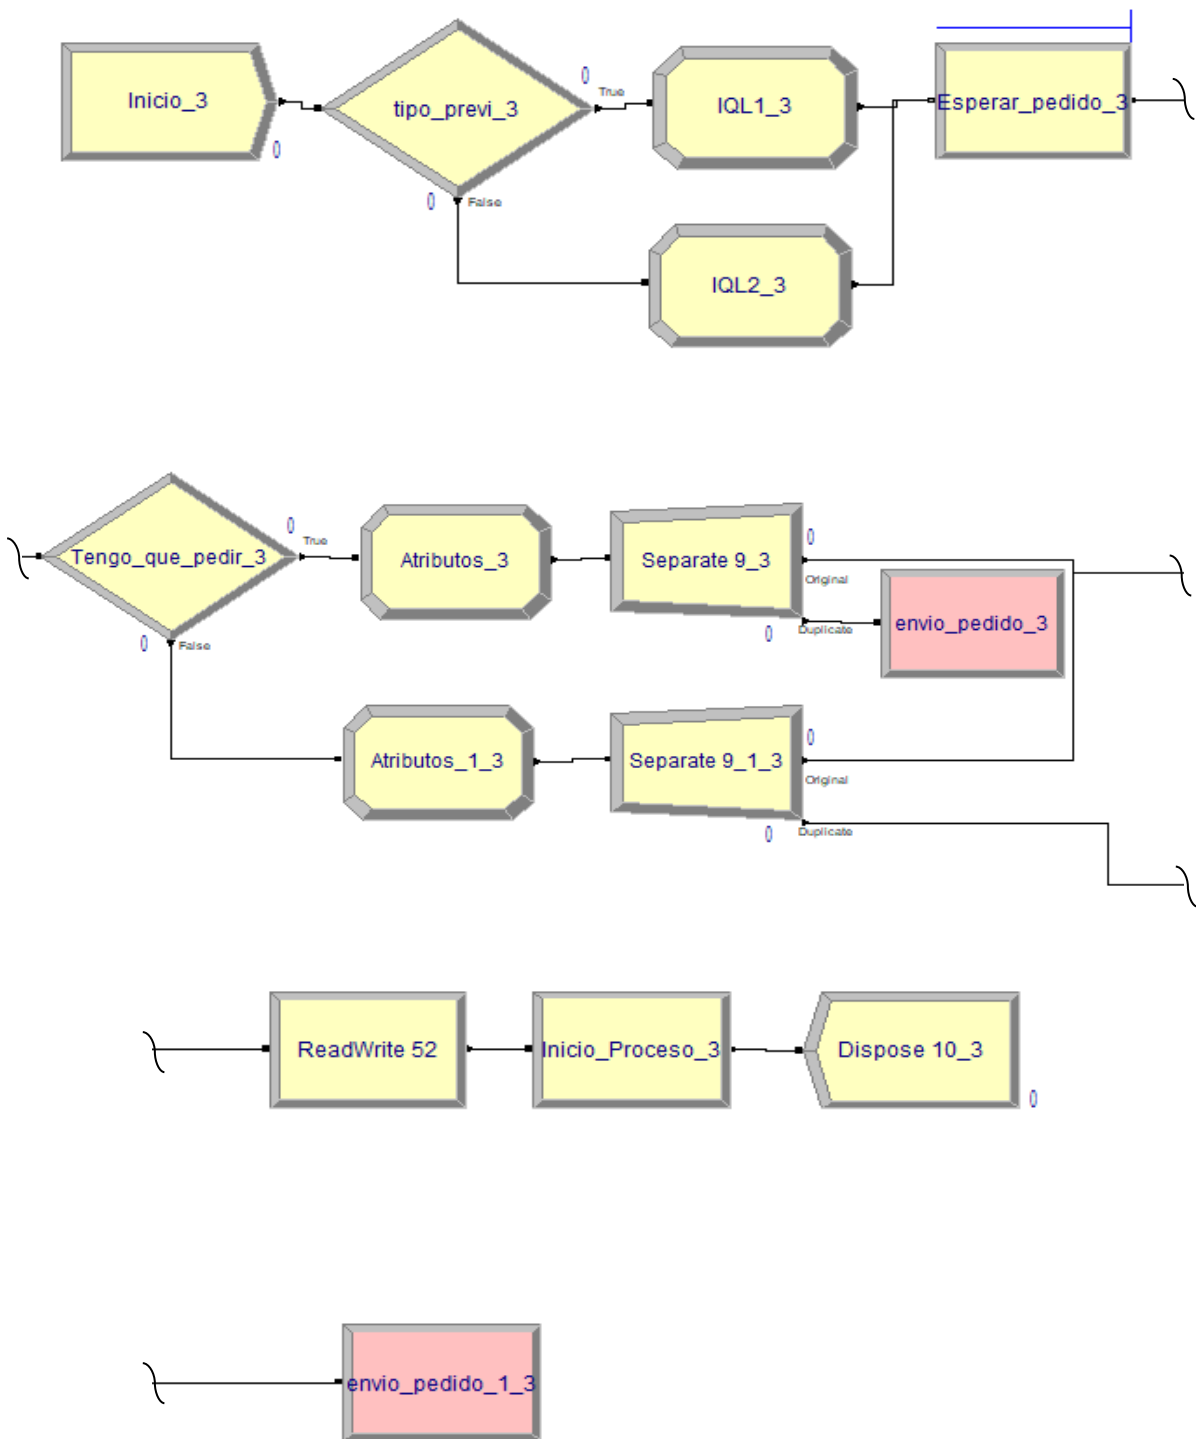 Inicio_3
0
tipo_previ_3
0
True
0
False
IQL1_3
IQL2_3
Esperar_pedido_3
Tengo_que_pedir_3
0
True
0
False
Atributos_3
Separate 9_3
0
Original
0
Duplicate
envio_pedido_3
Atributos_1_3
Separate 9_1_3
0
Original
0
Duplicate
ReadWrite 52
Inicio_Proceso_3
Dispose 10_3
0
envio_pedido_1_3